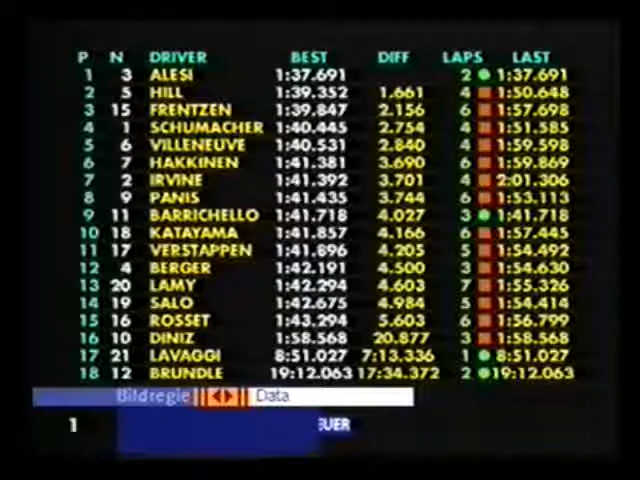 P N DRIVER BEST DIFF LAPS LAST
1 3 ALESI 1:37.691 2 1:37.691
2 5 HILL 1:39.352 1.661 4 1:50.648
3 15 FRENTZEN 1:39.847 2.156 6 1:57.698
4 1 SCHUMACHER 1:40.445 2.754 4 1:51.585
5 6 VILLENEUVE 1:40.531 2.840 4 1:59.598
6 7 HAKKINEN 1:41.381 3.690 6 1:59.869
7 2 IRVINE 1:41.392 3.701 4 2:01.306
8 9 PANIS 1:41.435 3.744 6 1:53.113
9 11 BARRICHELLO 1:41.718 4.027 3 1:41.718
10 18 KATAYAMA 1:41.857 4.166 6 1:57.445
11 17 VERSTAPPEN 1:41.896 4.205 5 1:54.492
12 4 BERGER 1:42.191 4.500 3 1:54.630
13 20 LAMY 1:42.294 4.603 7 1:55.326
14 19 SALO 1:42.675 4.984 5 1:54.414
15 16 ROSSET 1:43.294 5.603 6 1:56.799
16 10 DINIZ 1:58.568 20.877 3 1:58.568
17 21 LAVAGGI 8:51.027 7:13.336 1 8:51.027
18 12 BRUNDLE 19:12.063 17:34.372 2 19:12.063
Bildregie Data
1 EUER